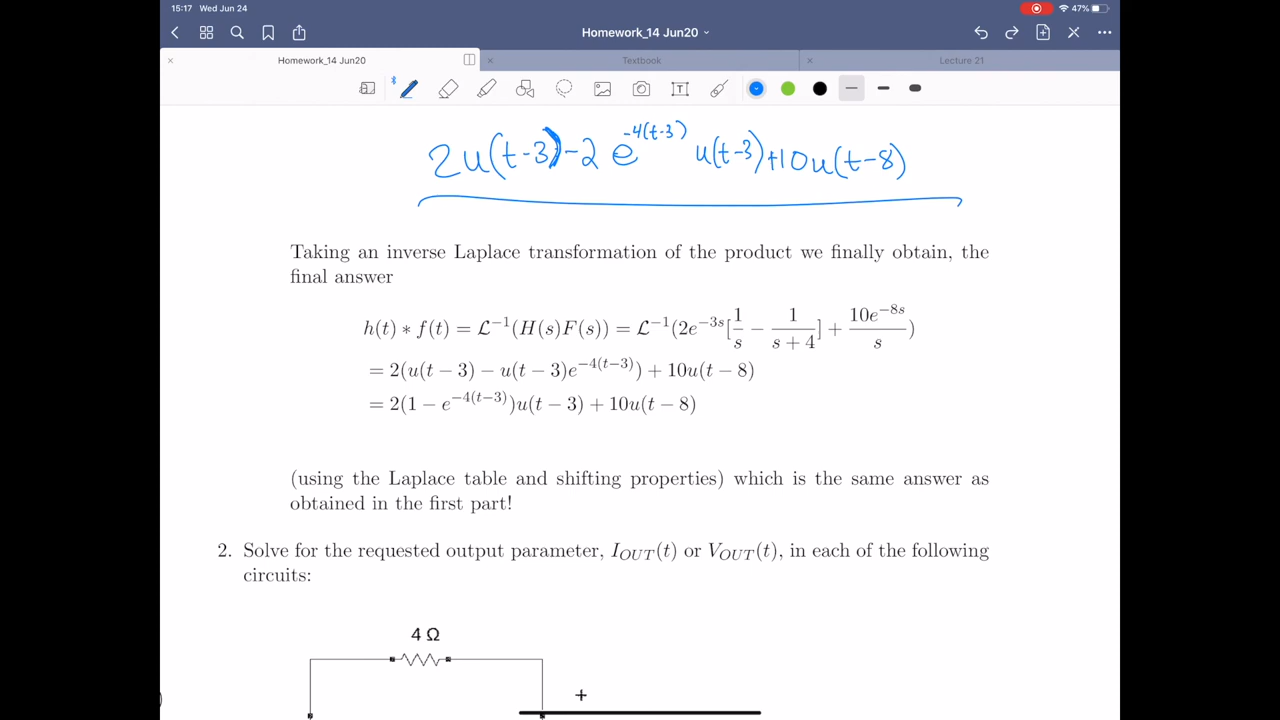 15:17 Wed Jun 24
47%
Homework_14 Jun20
Homework_14 Jun20
Textbook
Lecture 21
T
2u(t-3)-2 e^{-4(t-3)} u(t-3)+10u(t-8)
Taking an inverse Laplace transformation of the product we finally obtain, the
final answer
h(t) ∗ f(t) = ℒ^{−1}(H(s)F(s)) = ℒ^{−1}(2e^{−3s}[\frac{1}{s} − \frac{1}{s + 4}] + \frac{10e^{−8s}}{s})
= 2(u(t − 3) − u(t − 3)e^{−4(t−3)}) + 10u(t − 8)
= 2(1 − e^{−4(t−3)})u(t − 3) + 10u(t − 8)
(using the Laplace table and shifting properties) which is the same answer as
obtained in the first part!
2. Solve for the requested output parameter, I_{OUT}(t) or V_{OUT}(t), in each of the following
circuits:
4 Ω
+